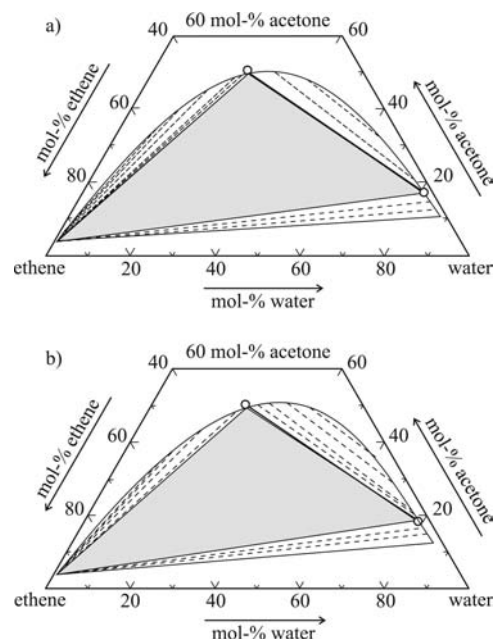 a)
60 mol-% acetone
40
60
mol-% ethene
60
40
mol-% acetone
80
20
ethene
20
40
60
80
water
mol-% water
b)
60 mol-% acetone
40
60
mol-% ethene
60
40
mol-% acetone
80
20
ethene
20
40
60
80
water
mol-% water